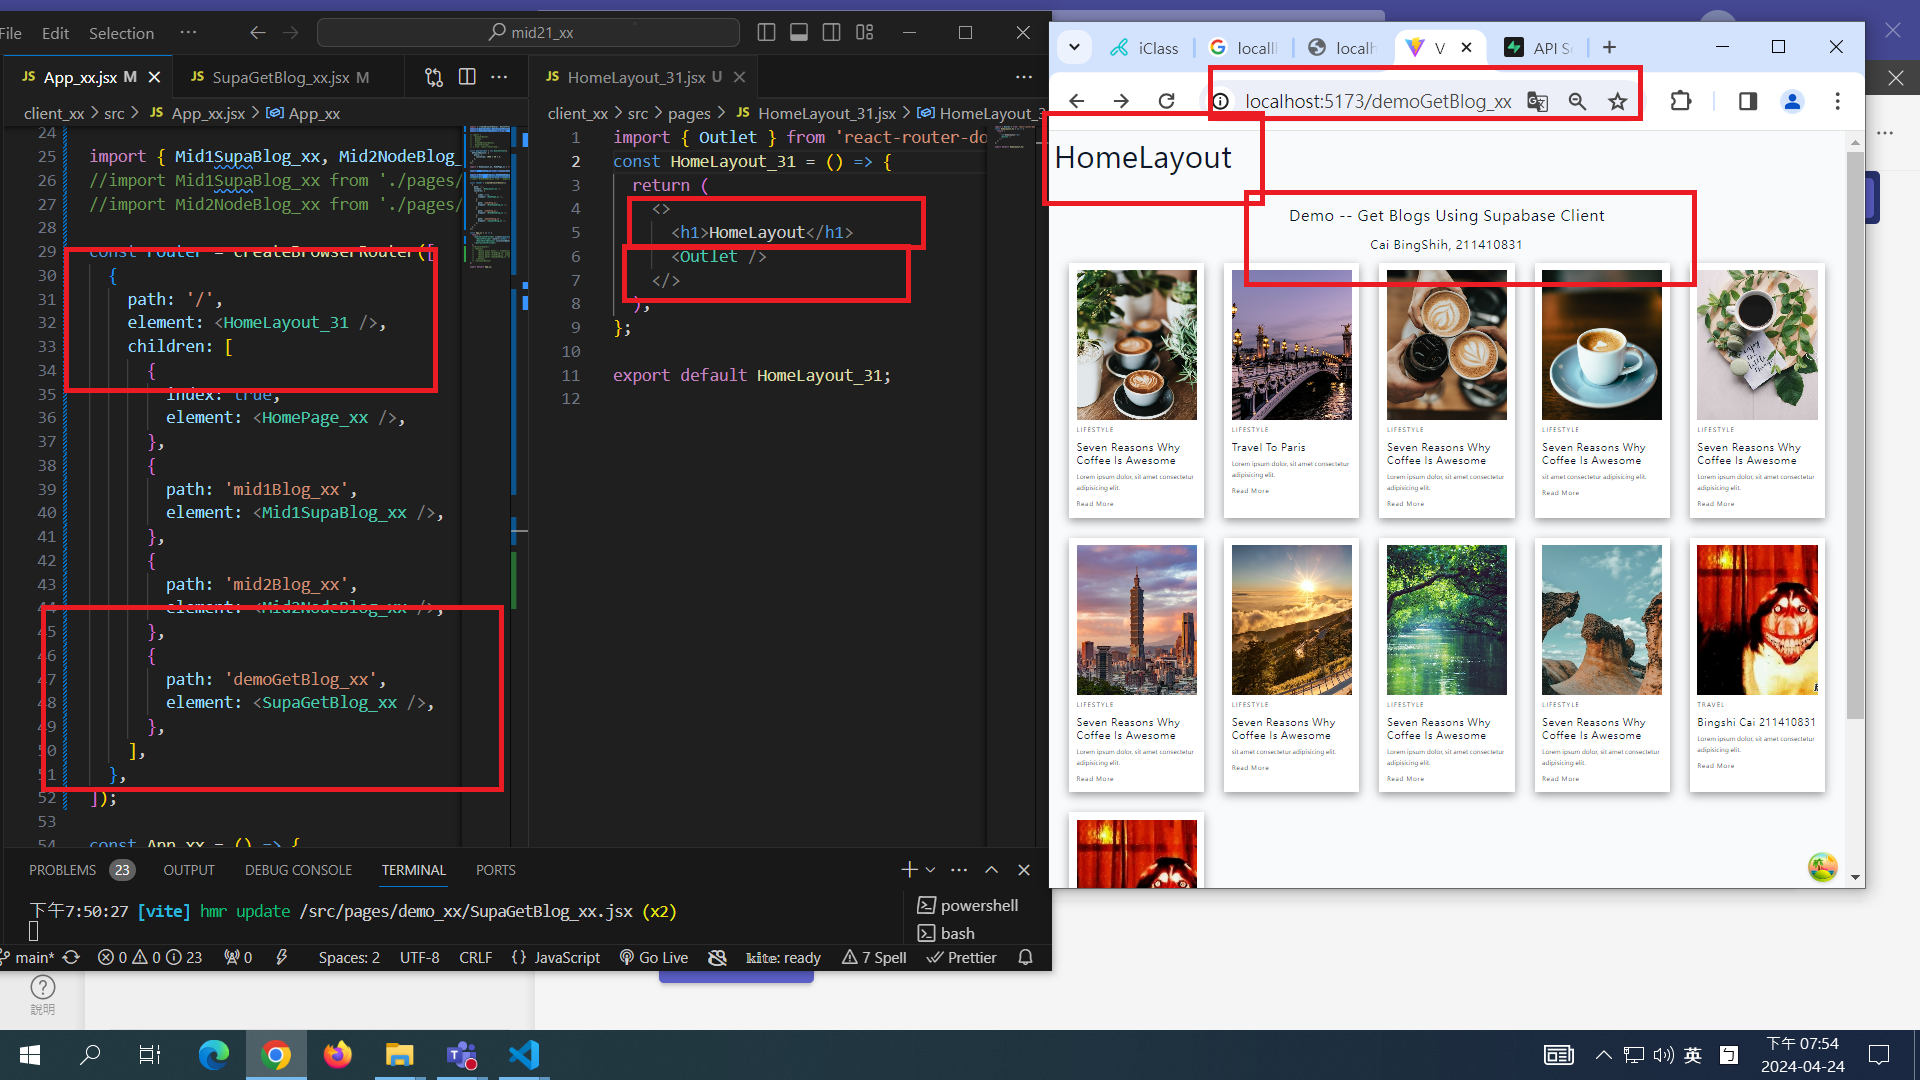 File Edit Selection ···
mid21_xx
JS App_xx.jsx M
JS SupaGetBlog_xx.jsx M
client_xx > src > JS App_xx.jsx > App_xx
24
25 import { Mid1SupaBlog_xx, Mid2NodeBlog_
26 //import Mid1SupaBlog_xx from './pages/
27 //import Mid2NodeBlog_xx from './pages/
28
29 const router = createBrowserRouter([
30 {
31 path: '/',
32 element: <HomeLayout_31 />,
33 children: [
34 {
35 index: true,
36 element: <HomePage_xx />,
37 },
38 {
39 path: 'mid1Blog_xx',
40 element: <Mid1SupaBlog_xx />,
41 },
42 {
43 path: 'mid2Blog_xx',
44 element: <Mid2NodeBlog_xx />,
45 },
46 {
47 path: 'demoGetBlog_xx',
48 element: <SupaGetBlog_xx />,
49 },
50 ],
51 },
52 ]);
53
54 const App_xx = () => {
JS HomeLayout_31.jsx U
client_xx > src > pages > JS HomeLayout_31.jsx > HomeLayout_3
1 import { Outlet } from 'react-router-do
2 const HomeLayout_31 = () => {
3 return (
4 <>
5 <h1>HomeLayout</h1>
6 <Outlet />
7 </>
8 );
9 };
10
11 export default HomeLayout_31;
12
PROBLEMS 23 OUTPUT DEBUG CONSOLE TERMINAL PORTS
下午7:50:27 [vite] hmr update /src/pages/demo_xx/SupaGetBlog_xx.jsx (x2)
powershell
bash
main* 0 0 23 0 Spaces: 2 UTF-8 CRLF {} JavaScript Go Live kite: ready 7 Spell Prettier
iClass locall localh V API S
localhost:5173/demoGetBlog_xx
HomeLayout
Demo -- Get Blogs Using Supabase Client
Cai BingShih, 211410831
LIFESTYLE
Seven Reasons Why
Coffee Is Awesome
Lorem ipsum dolor, sit amet consectetur
adipisicing elit.
Read More
LIFESTYLE
Travel To Paris
Lorem ipsum dolor, sit amet consectetur
adipisicing elit.
Read More
LIFESTYLE
Seven Reasons Why
Coffee Is Awesome
Lorem ipsum dolor, sit amet consectetur
adipisicing elit.
Read More
LIFESTYLE
Seven Reasons Why
Coffee Is Awesome
sit amet consectetur adipisicing elit.
Read More
LIFESTYLE
Seven Reasons Why
Coffee Is Awesome
Lorem ipsum dolor, sit amet consectetur
adipisicing elit.
Read More
LIFESTYLE
Seven Reasons Why
Coffee Is Awesome
Lorem ipsum dolor, sit amet consectetur
adipisicing elit.
Read More
LIFESTYLE
Seven Reasons Why
Coffee Is Awesome
sit amet consectetur adipisicing elit.
Read More
LIFESTYLE
Seven Reasons Why
Coffee Is Awesome
Lorem ipsum dolor, sit amet consectetur
adipisicing elit.
Read More
LIFESTYLE
Seven Reasons Why
Coffee Is Awesome
Lorem ipsum dolor, sit amet consectetur
adipisicing elit.
Read More
TRAVEL
Bingshi Cai 211410831
Lorem ipsum dolor, sit amet consectetur
adipisicing elit.
Read More
說明
英
下午 07:54
2024-04-24